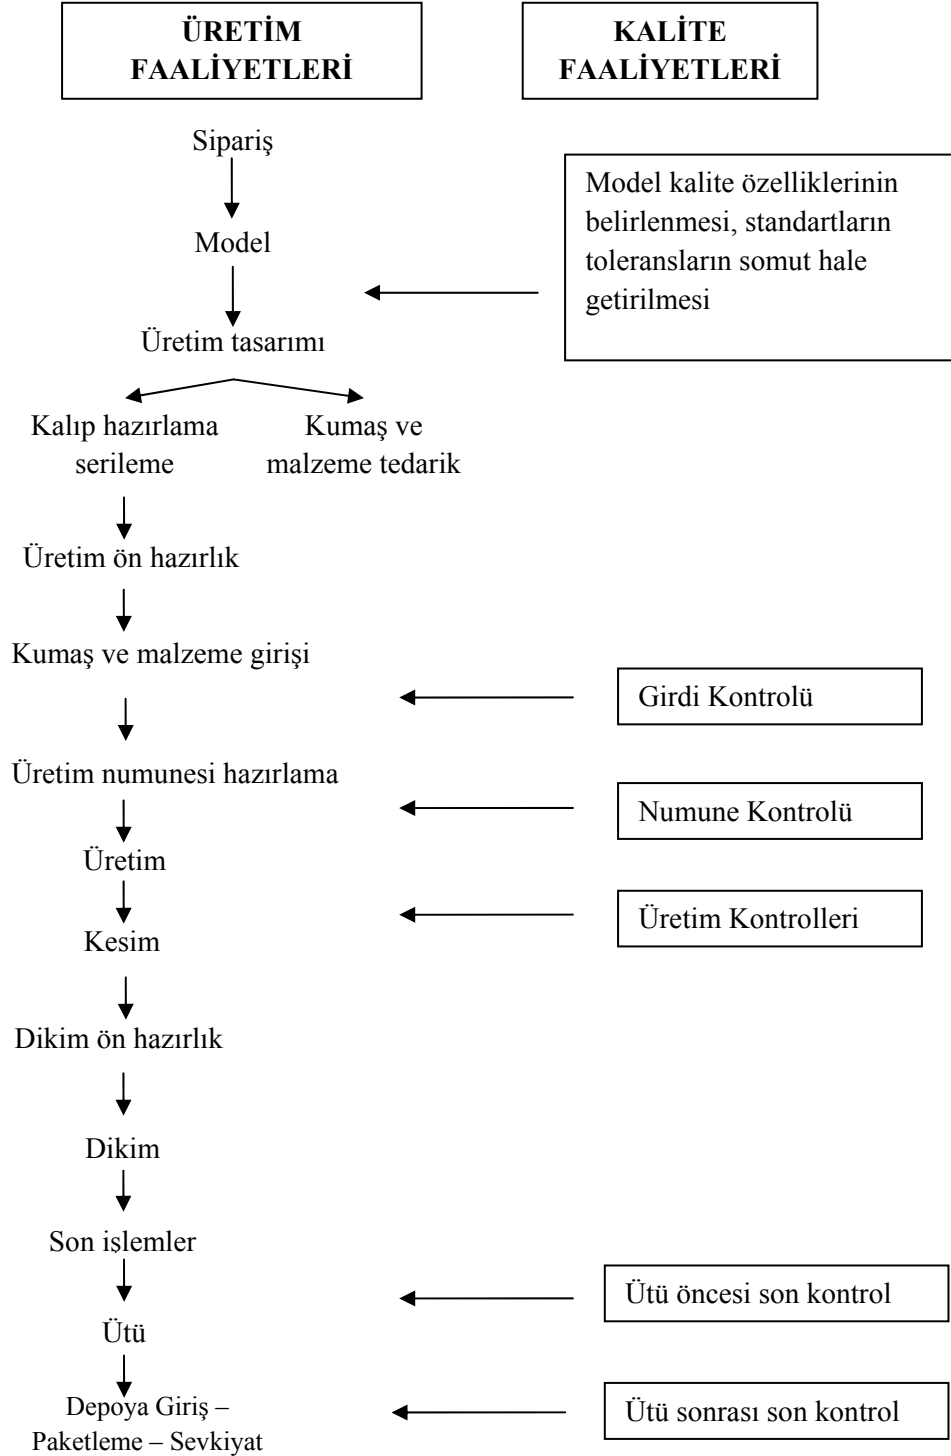 ÜRETİM
FAALİYETLERİ
KALİTE
FAALİYETLERİ
Sipariş
Model kalite özelliklerinin
belirlenmesi, standartların
toleransların somut hale
getirilmesi
Model
Üretim tasarımı
Kalıp hazırlama
serileme
Kumaş ve
malzeme tedarik
Üretim ön hazırlık
Kumaş ve malzeme girişi
Girdi Kontrolü
Üretim numunesi hazırlama
Numune Kontrolü
Üretim
Üretim Kontrolleri
Kesim
Dikim ön hazırlık
Dikim
Son işlemler
Ütü öncesi son kontrol
Ütü
Depoya Giriş –
Paketleme – Sevkiyat
Ütü sonrası son kontrol